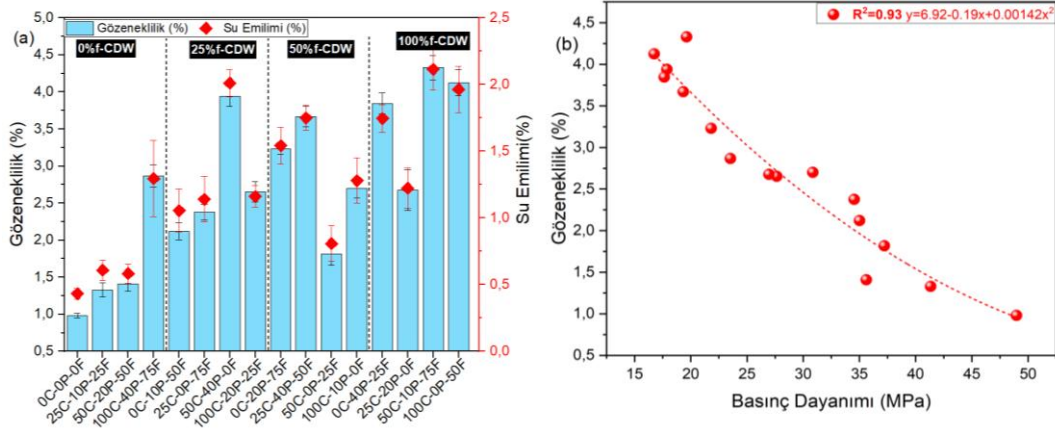 (a)
Gözeneklilik (%) Su Emilimi(%)
0%f-CDW 25%f-CDW 50%f-CDW 100%f-CDW
Gözeneklilik (%)
5,0
4,5
4,0
3,5
3,0
2,5
2,0
1,5
1,0
0,5
Su Emilimi(%)
2,5
2,0
1,5
1,0
0,5
0,0
0C-0P-0F
25C-10P-25F
50C-20P-50F
100C-40P-75F
0C-10P-50F
25C-0P-75F
50C-40P-0F
100C-20P-25F
0C-20P-75F
25C-40P-50F
50C-0P-25F
100C-10P-0F
0C-40P-25F
25C-20P-0F
50C-10P-75F
100C-0P-50F
(b)
R²=0.93 y=6.92-0.19x+0.00142x²
Gözeneklilik (%)
4,5
4,0
3,5
3,0
2,5
2,0
1,5
1,0
0,5
15 20 25 30 35 40 45 50
Basınç Dayanımı (MPa)